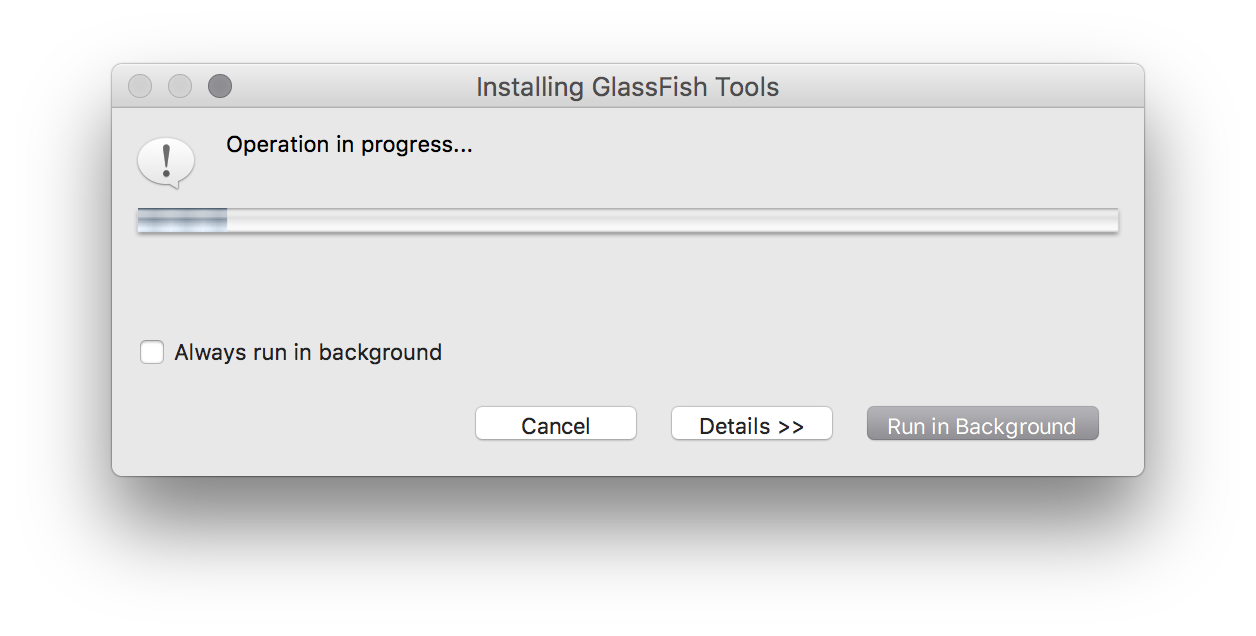 Installing GlassFish Tools
Operation in progress...
Always run in background
Cancel
Details >>
Run in Background